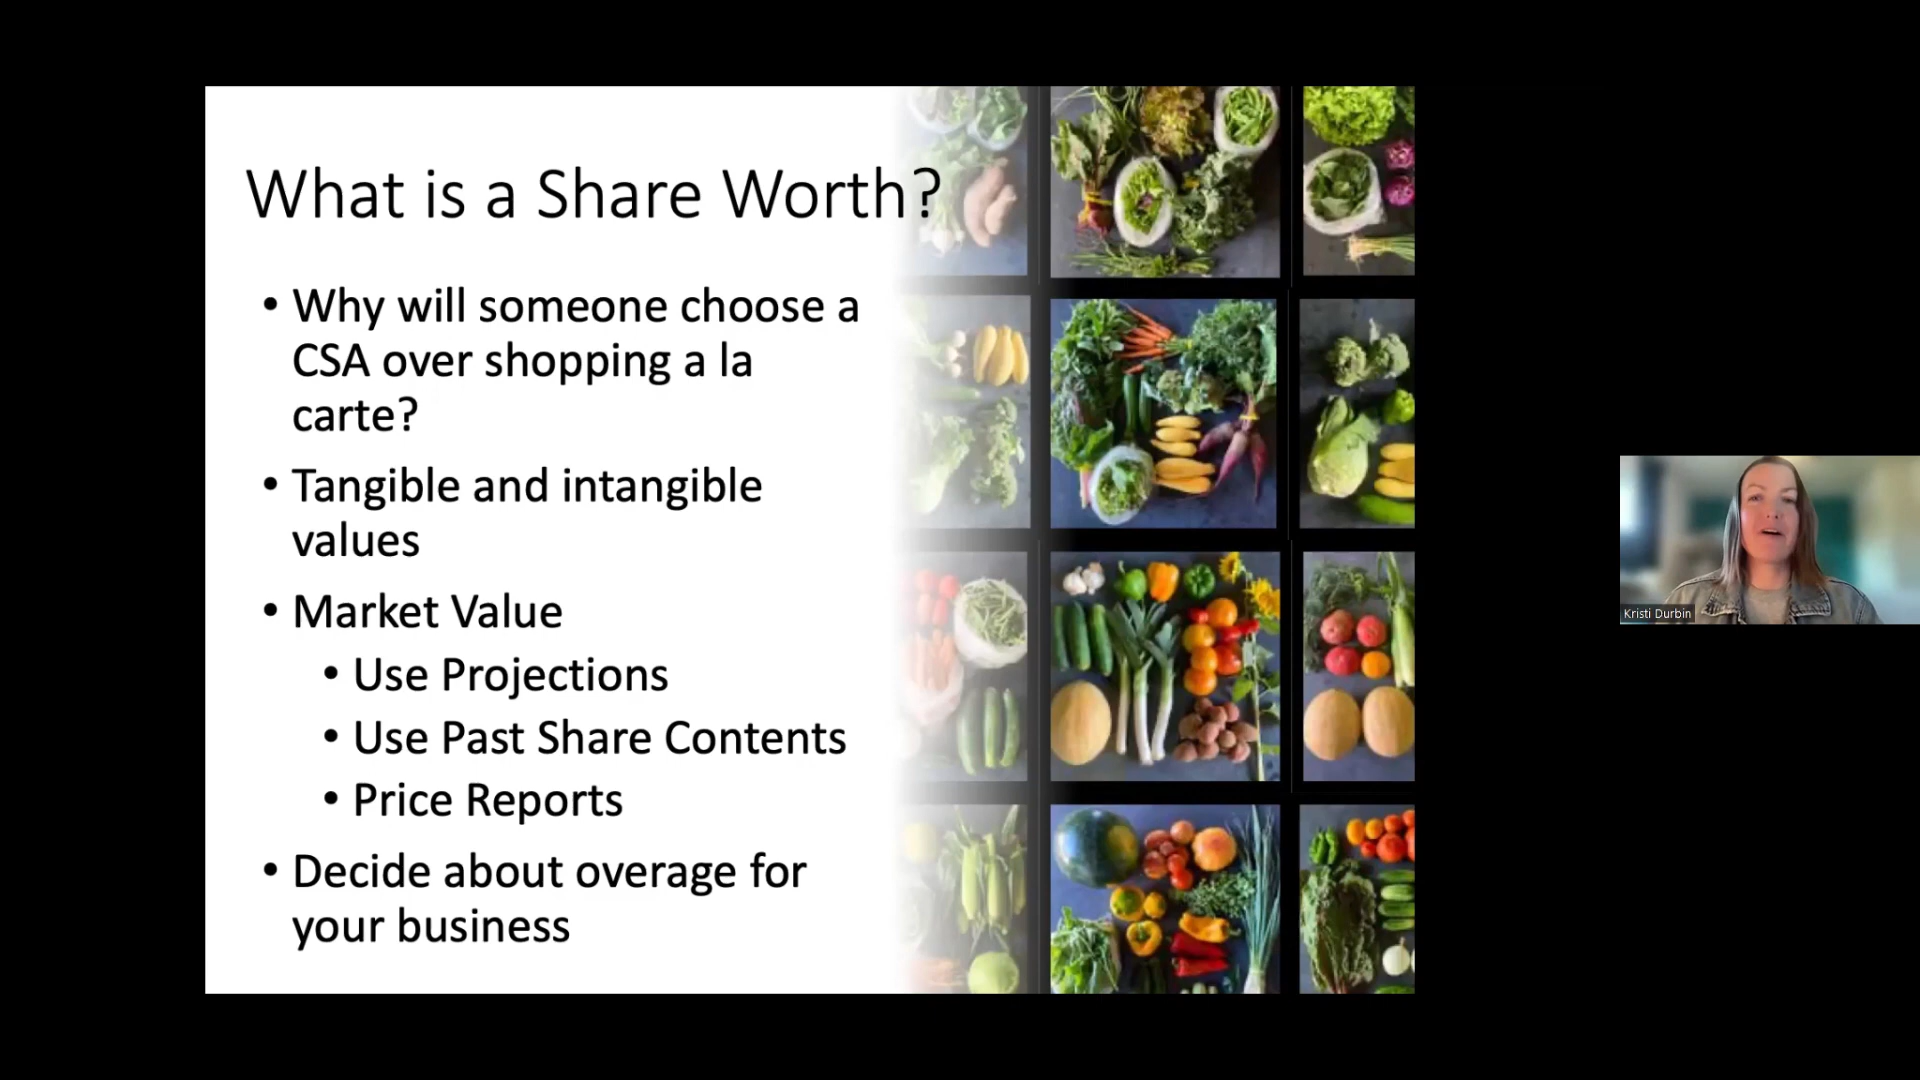 What is a Share Worth?
• Why will someone choose a
CSA over shopping a la
carte?
• Tangible and intangible
values
• Market Value
• Use Projections
• Use Past Share Contents
• Price Reports
• Decide about overage for
your business
Kristi Durbin